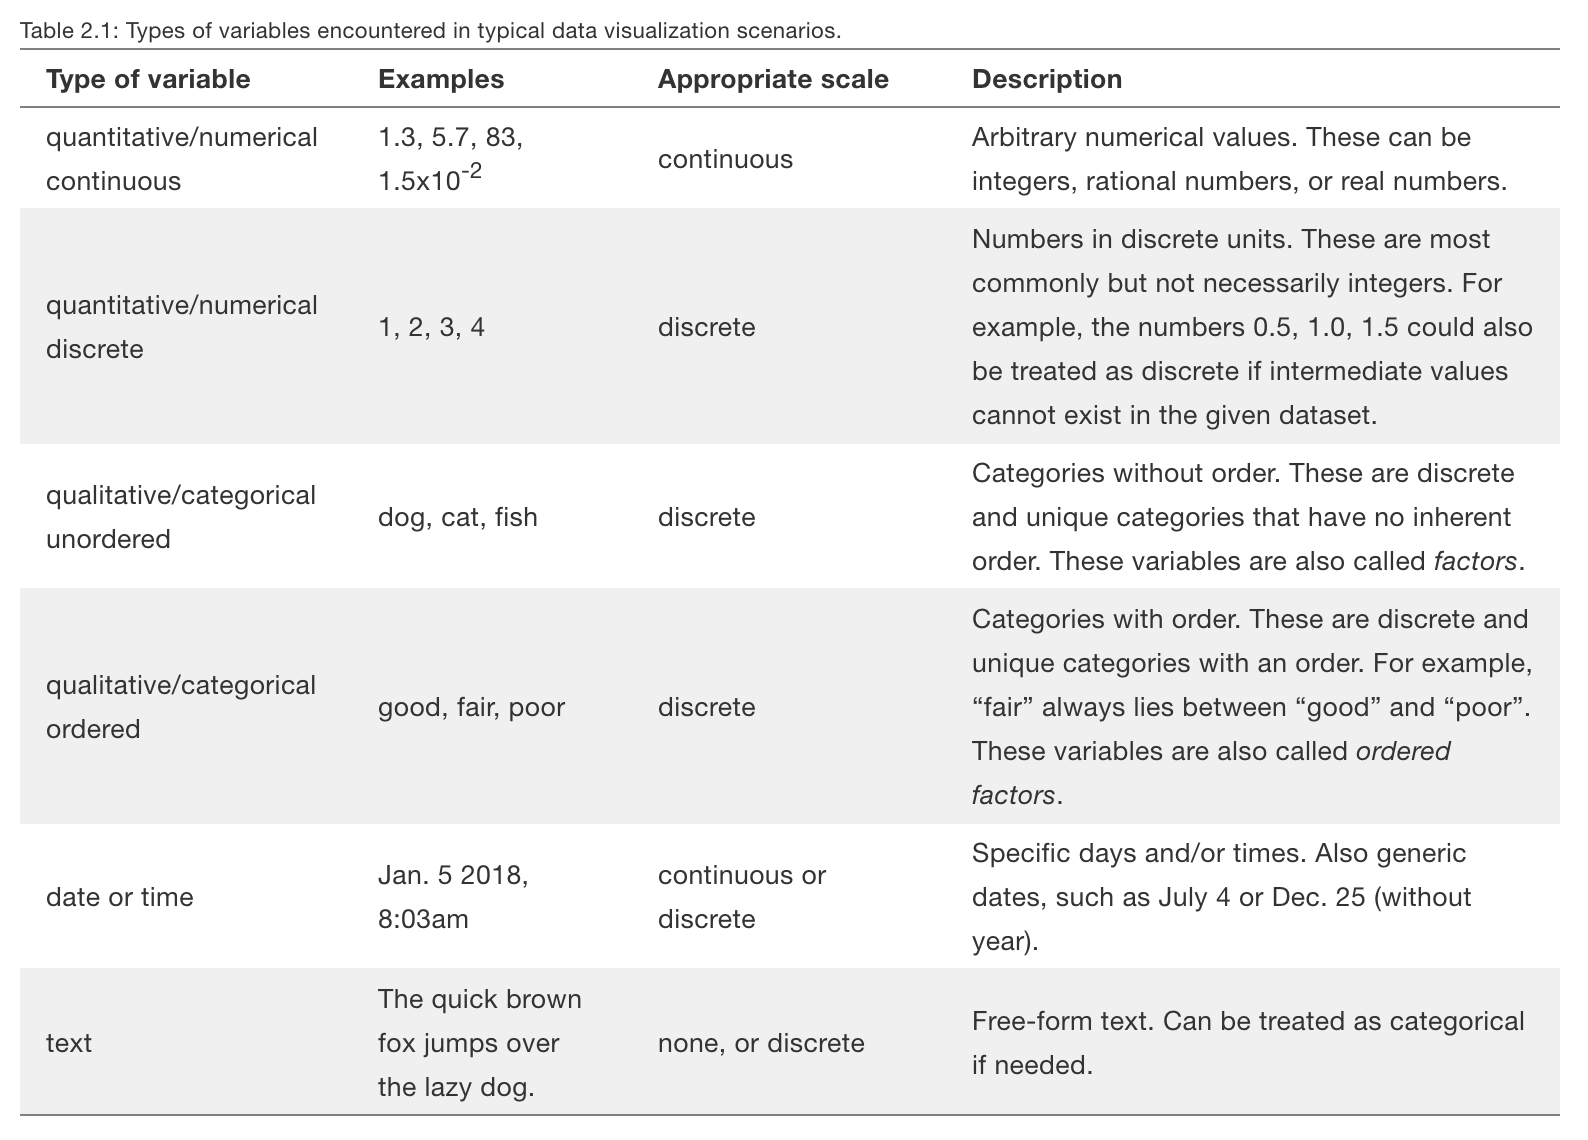 Table 2.1: Types of variables encountered in typical data visualization scenarios.
Type of variable Examples Appropriate scale Description
quantitative/numerical
continuous
1.3, 5.7, 83,
1.5x10⁻²
continuous
Arbitrary numerical values. These can be
integers, rational numbers, or real numbers.
quantitative/numerical
discrete
1, 2, 3, 4
discrete
Numbers in discrete units. These are most
commonly but not necessarily integers. For
example, the numbers 0.5, 1.0, 1.5 could also
be treated as discrete if intermediate values
cannot exist in the given dataset.
qualitative/categorical
unordered
dog, cat, fish
discrete
Categories without order. These are discrete
and unique categories that have no inherent
order. These variables are also called factors.
qualitative/categorical
ordered
good, fair, poor
discrete
Categories with order. These are discrete and
unique categories with an order. For example,
“fair” always lies between “good” and “poor”.
These variables are also called ordered
factors.
date or time
Jan. 5 2018,
8:03am
continuous or
discrete
Specific days and/or times. Also generic
dates, such as July 4 or Dec. 25 (without
year).
text
The quick brown
fox jumps over
the lazy dog.
none, or discrete
Free-form text. Can be treated as categorical
if needed.